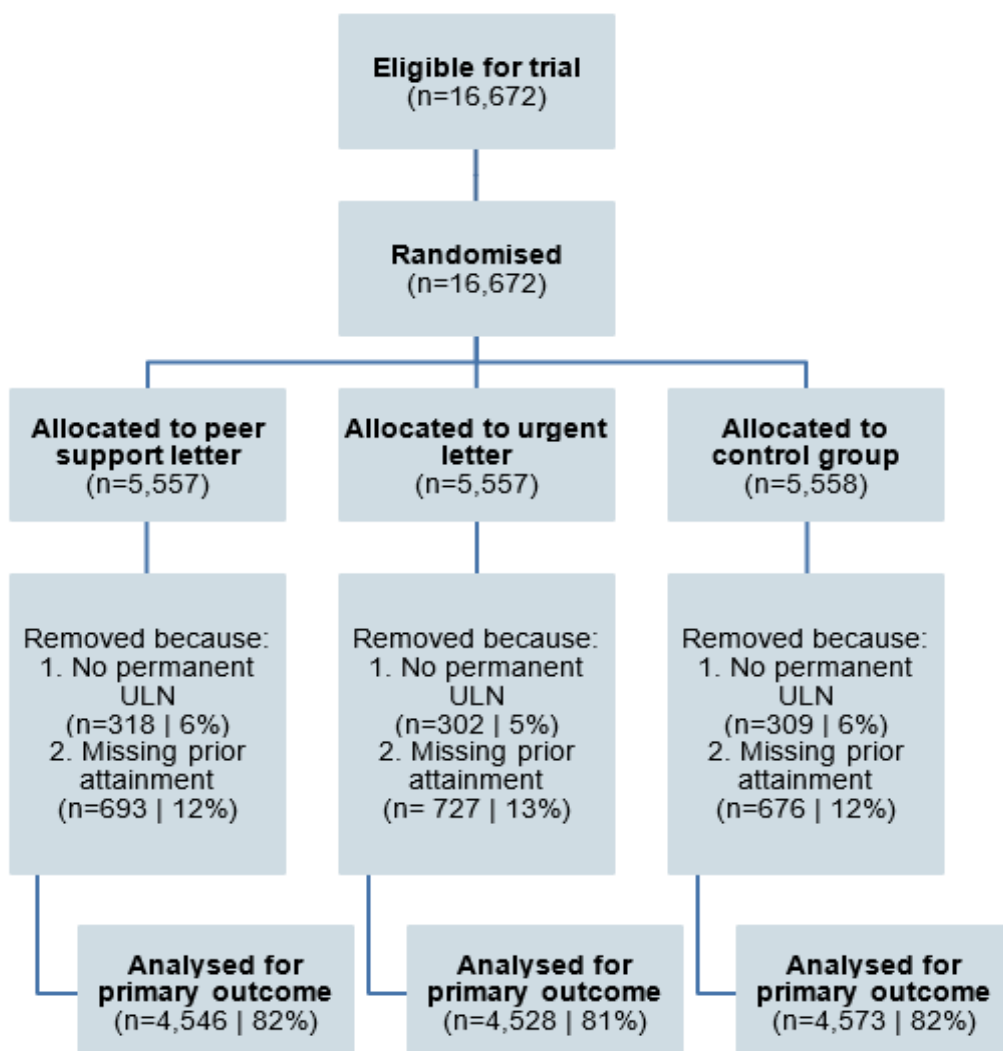 Eligible for trial
(n=16,672)
Randomised
(n=16,672)
Allocated to peer
support letter
(n=5,557)
Allocated to urgent
letter
(n=5,557)
Allocated to
control group
(n=5,558)
Removed because:
1. No permanent
ULN
(n=318 | 6%)
2. Missing prior
attainment
(n=693 | 12%)
Removed because:
1. No permanent
ULN
(n=302 | 5%)
2. Missing prior
attainment
(n= 727 | 13%)
Removed because:
1. No permanent
ULN
(n=309 | 6%)
2. Missing prior
attainment
(n=676 | 12%)
Analysed for
primary outcome
(n=4,546 | 82%)
Analysed for
primary outcome
(n=4,528 | 81%)
Analysed for
primary outcome
(n=4,573 | 82%)